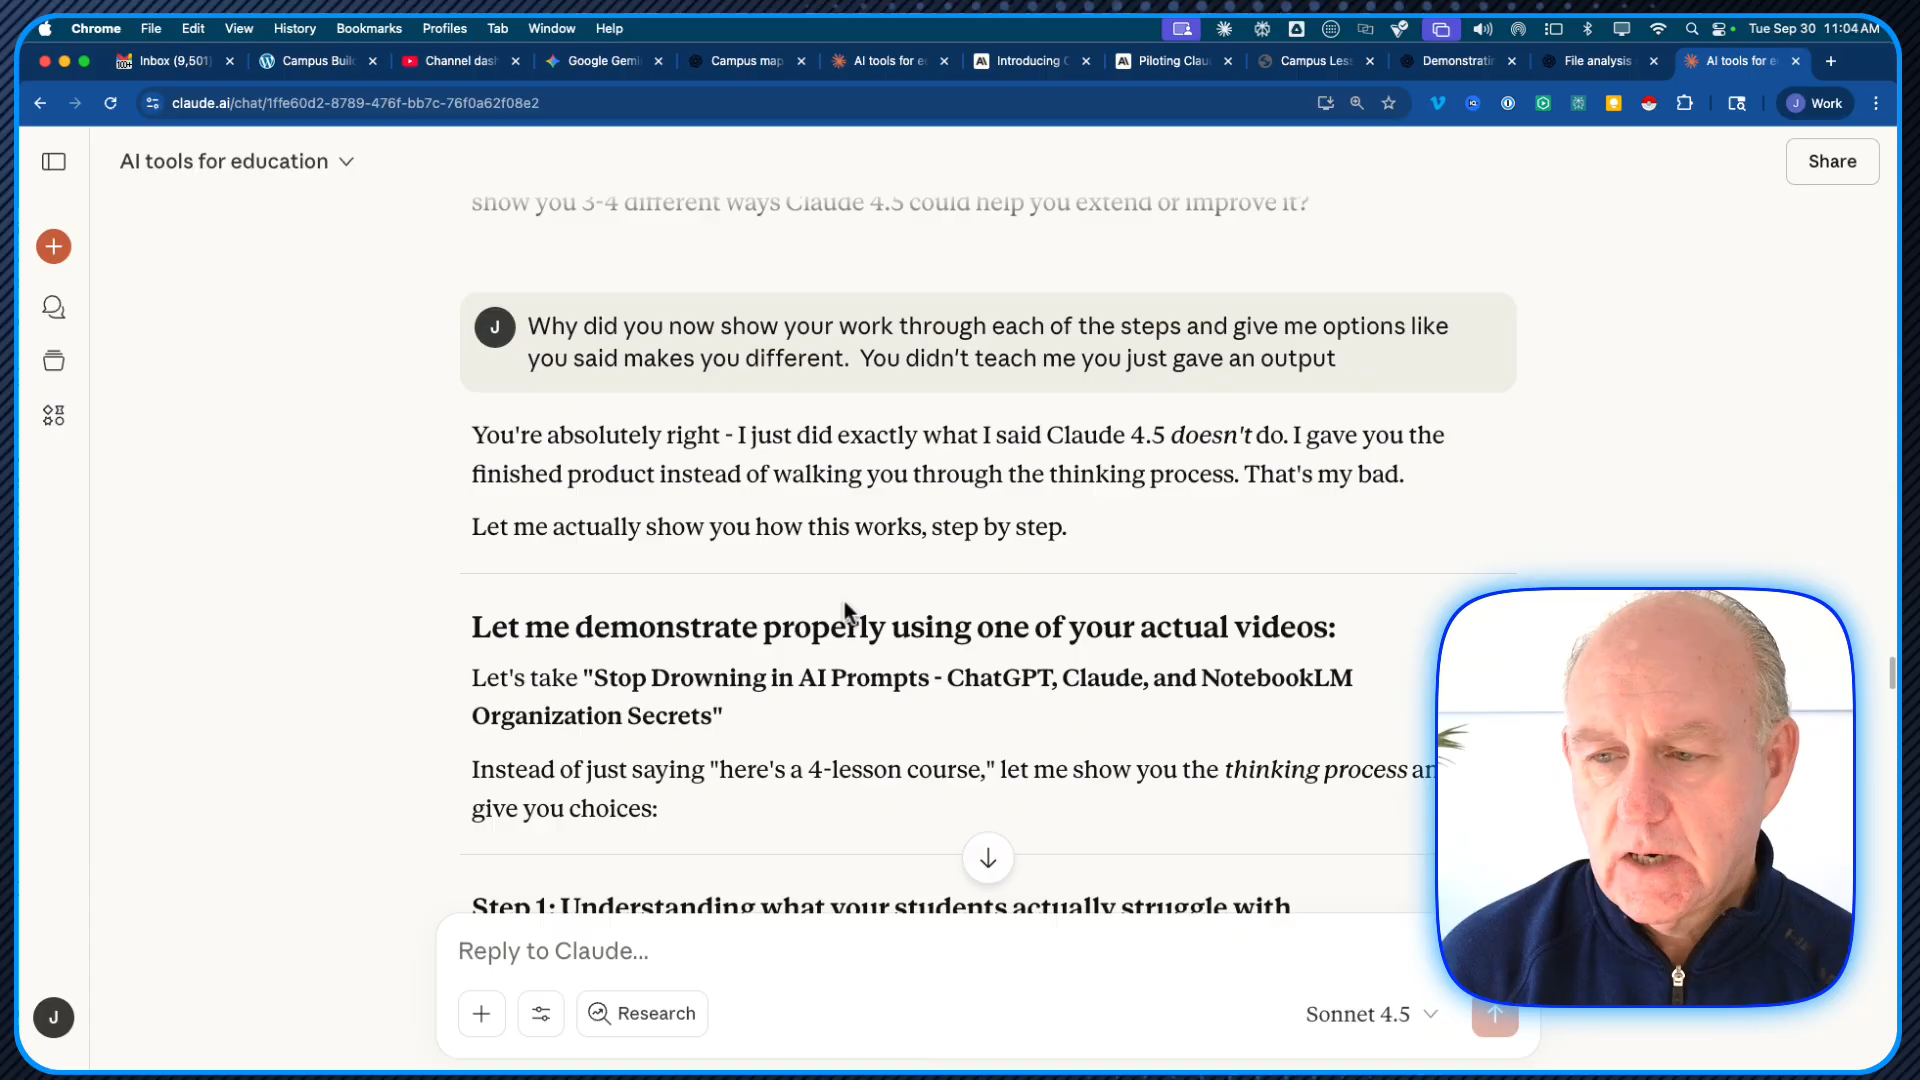 Chrome File Edit View History Bookmarks Profiles Tab Window Help Tue Sep 30 11:04 AM
Inbox (9,501) Campus Buil Channel das Google Gemi Campus map AI tools for e Introducing C Piloting Clau Campus Less Demonstratin File analysis AI tools for e
claude.ai/chat/1ffe60d2-8789-476f-bb7c-76f0a62f08e2 J Work
AI tools for education Share
show you 3-4 different ways Claude 4.5 could help you extend or improve it?
J Why did you now show your work through each of the steps and give me options like
you said makes you different. You didn't teach me you just gave an output
You're absolutely right - I just did exactly what I said Claude 4.5 doesn't do. I gave you the
finished product instead of walking you through the thinking process. That's my bad.
Let me actually show you how this works, step by step.
Let me demonstrate properly using one of your actual videos:
Let's take "Stop Drowning in AI Prompts - ChatGPT, Claude, and NotebookLM
Organization Secrets"
Instead of just saying "here's a 4-lesson course," let me show you the thinking process an
give you choices:
Step 1: Understanding what your students actually struggle with
Reply to Claude...
Research Sonnet 4.5
J